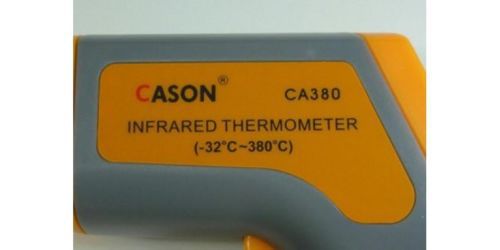 CASON® CA380
INFRARED THERMOMETER
(-32°C~380°C)